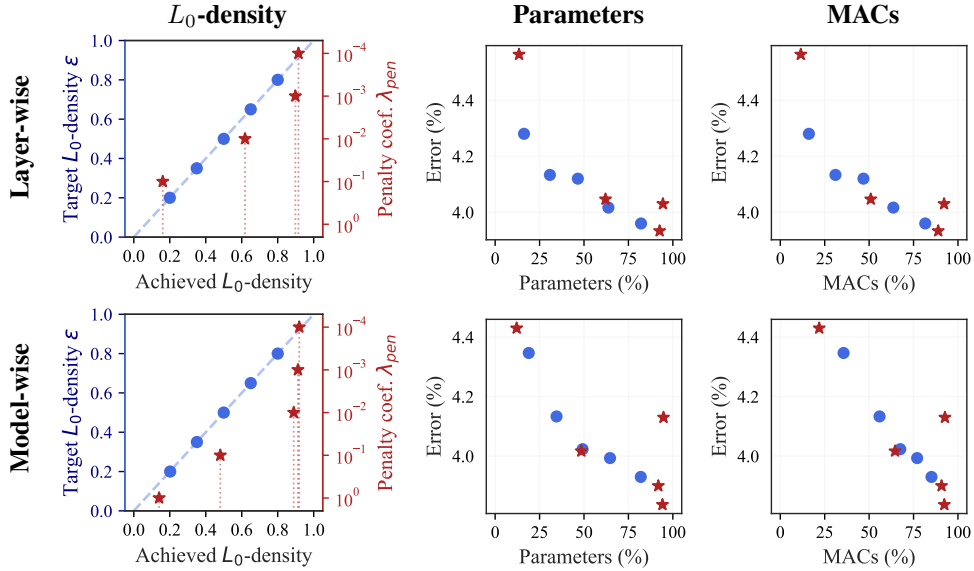 L₀-density
Parameters
MACs
Layer-wise
Target L₀-density ε
1.0
0.8
0.6
0.4
0.2
0.0
0.0 0.2 0.4 0.6 0.8 1.0
Achieved L₀-density
10⁻⁴
10⁻³
10⁻²
10⁻¹
10⁰
Penalty coef. λpen
Error (%)
4.4
4.2
4.0
0 25 50 75 100
Parameters (%)
Error (%)
4.4
4.2
4.0
0 25 50 75 100
MACs (%)
Model-wise
Target L₀-density ε
1.0
0.8
0.6
0.4
0.2
0.0
0.0 0.2 0.4 0.6 0.8 1.0
Achieved L₀-density
10⁻⁴
10⁻³
10⁻²
10⁻¹
10⁰
Penalty coef. λpen
Error (%)
4.4
4.2
4.0
0 25 50 75 100
Parameters (%)
Error (%)
4.4
4.2
4.0
0 25 50 75 100
MACs (%)